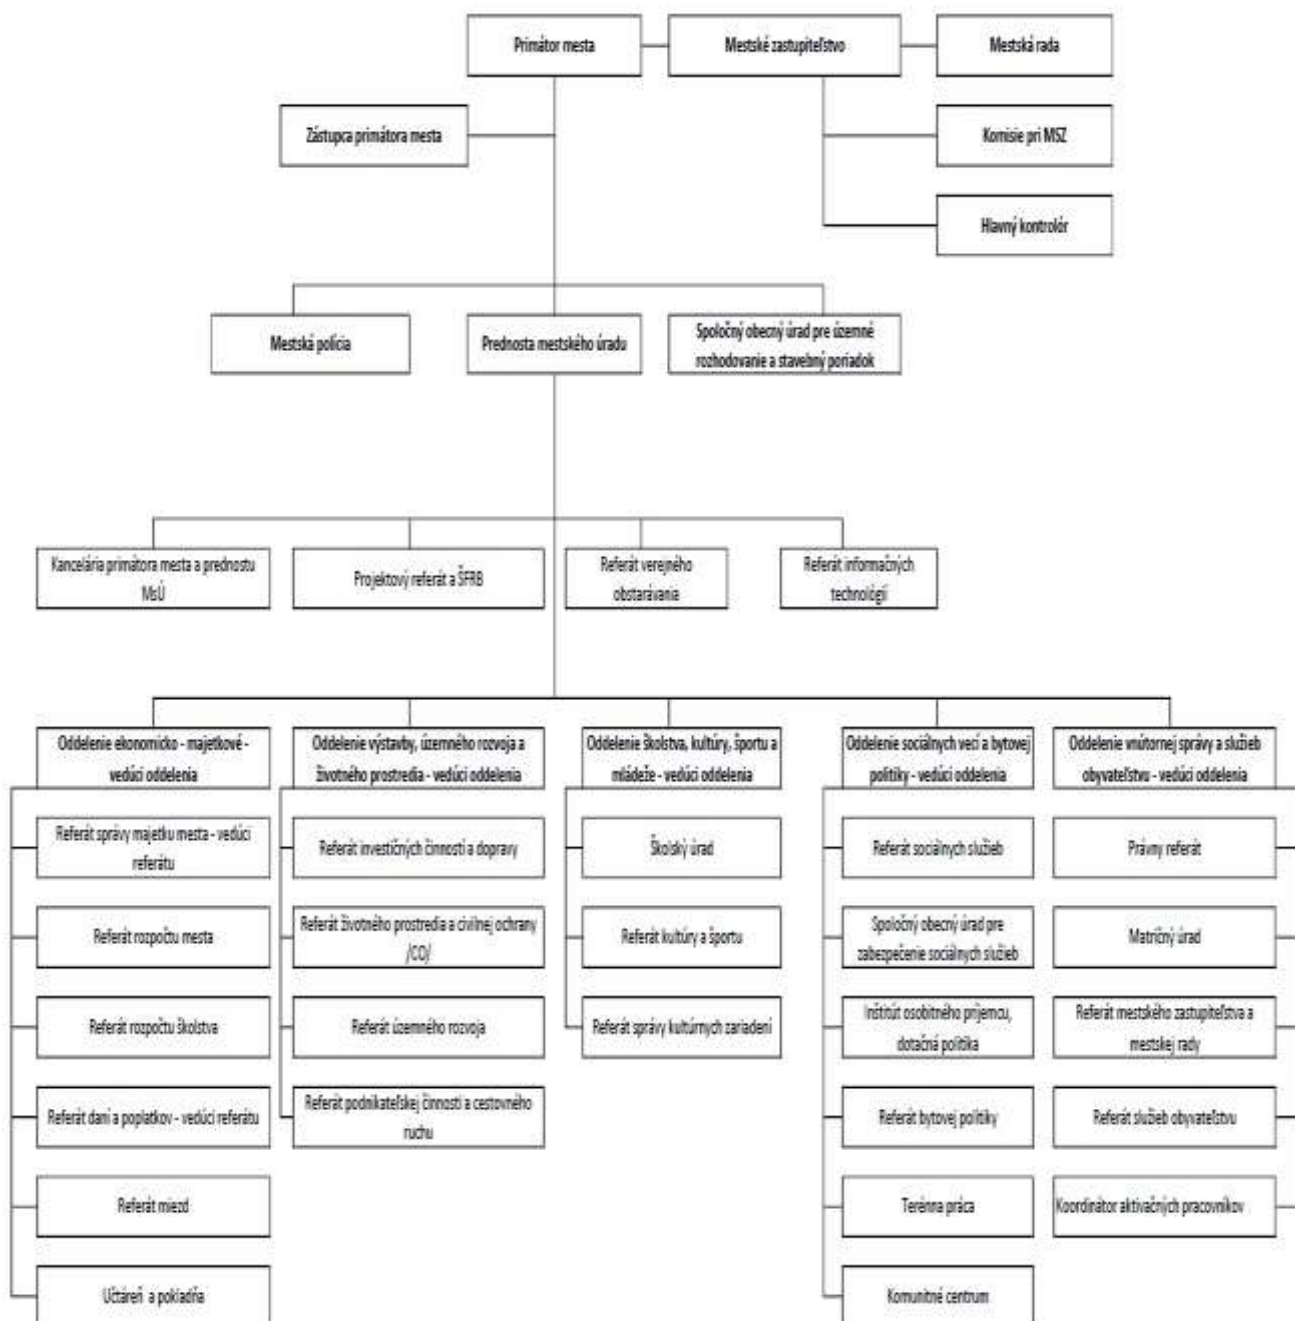 Primátor mesta
Mestské zastupiteľstvo
Mestská rada
Zástupca primátora mesta
Komisie pri MSZ
Hlavný kontrolór
Mestská polícia
Prednosta mestského úradu
Spoločný obecný úrad pre územné
rozhodovanie a stavebný poriadok
Kancelária primátora mesta a prednostu
MsÚ
Projektový referát a ŠFRB
Referát verejného
obstarávania
Referát informačných
technológií
Oddelenie ekonomicko - majetkové -
vedúci oddelenia
Referát správy majetku mesta - vedúci
referátu
Referát rozpočtu mesta
Referát rozpočtu školstva
Referát daní a poplatkov - vedúci referátu
Referát miezd
Učtáreň a pokladňa
Oddelenie výstavby, územného rozvoja a
životného prostredia - vedúci oddelenia
Referát investičných činností a dopravy
Referát životného prostredia a civilnej ochrany
/CO/
Referát územného rozvoja
Referát podnikateľskej činnosti a cestovného
ruchu
Oddelenie školstva, kultúry, športu a
mládeže - vedúci oddelenia
Školský úrad
Referát kultúry a športu
Referát správy kultúrnych zariadení
Oddelenie sociálnych vecí a bytovej
politiky - vedúci oddelenia
Referát sociálnych služieb
Spoločný obecný úrad pre
zabezpečenie sociálnych služieb
Inštitút osobitného príjemcu,
dotačná politika
Referát bytovej politiky
Terénna práca
Komunitné centrum
Oddelenie vnútornej správy a služieb
obyvateľstvu - vedúci oddelenia
Právny referát
Matričný úrad
Referát mestského zastupiteľstva a
mestskej rady
Referát služieb obyvateľstvu
Koordinátor aktivačných pracovníkov